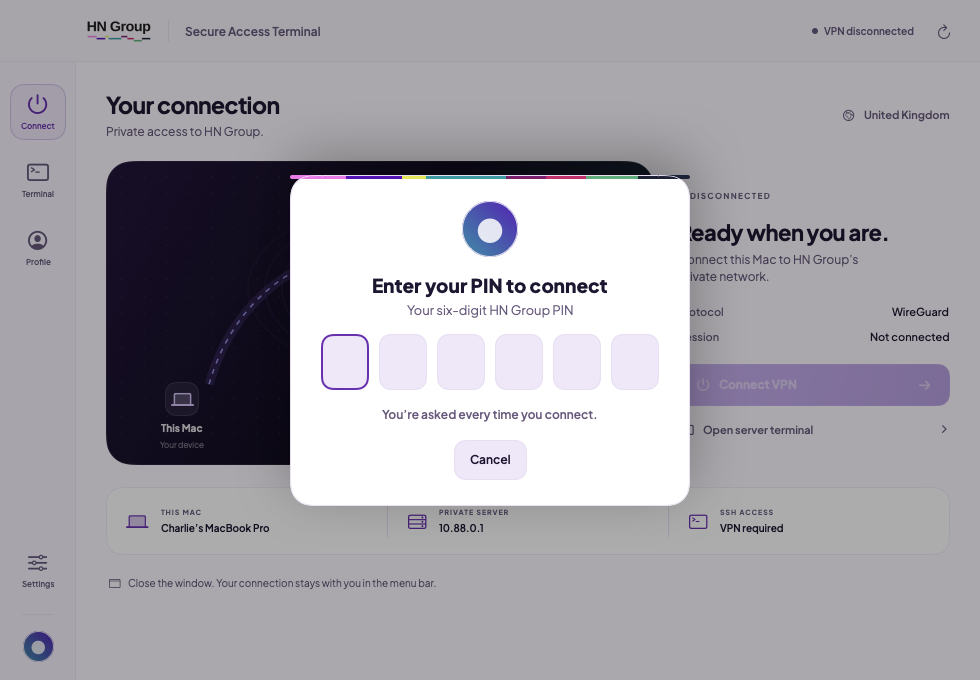 HN Group
Secure Access Terminal
VPN disconnected
Connect
Terminal
Profile
Settings
Your connection
Private access to HN Group.
United Kingdom
This Mac
Your device
Enter your PIN to connect
Your six-digit HN Group PIN
You're asked every time you connect.
Cancel
DISCONNECTED
Ready when you are.
onnect this Mac to HN Group's
ivate network.
otocol
WireGuard
ession
Not connected
Connect VPN
Open server terminal
THIS MAC
Charlie's MacBook Pro
PRIVATE SERVER
10.88.0.1
SSH ACCESS
VPN required
Close the window. Your connection stays with you in the menu bar.